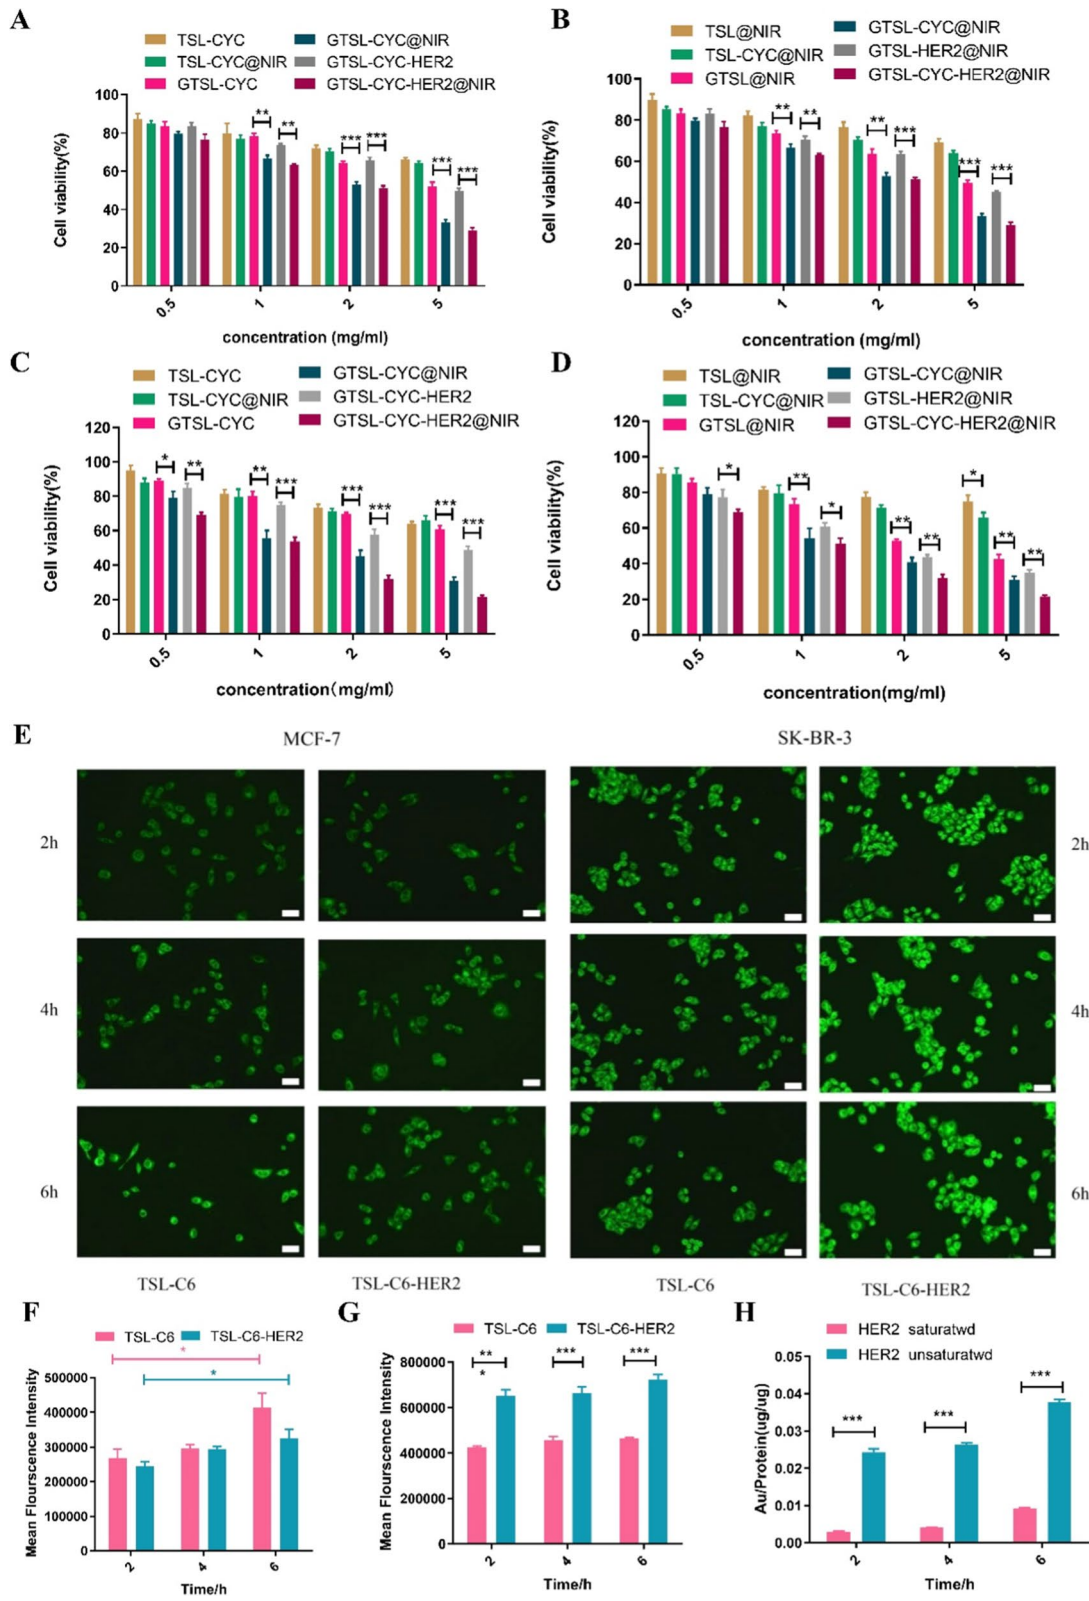 A
TSL-CYC
TSL-CYC@NIR
GTSL-CYC
GTSL-CYC@NIR
GTSL-CYC-HER2
GTSL-CYC-HER2@NIR
Cell viability(%)
100
80
60
40
20
0
** ** *** *** *** ***
0.5 1 2 5
concentration (mg/ml)
B
TSL@NIR
TSL-CYC@NIR
GTSL@NIR
GTSL-CYC@NIR
GTSL-HER2@NIR
GTSL-CYC-HER2@NIR
Cell viability(%)
100
80
60
40
20
0
** ** ** *** *** ***
0.5 1 2 5
concentration (mg/ml)
C
TSL-CYC
TSL-CYC@NIR
GTSL-CYC
GTSL-CYC@NIR
GTSL-CYC-HER2
GTSL-CYC-HER2@NIR
Cell viability(%)
120
100
80
60
40
20
0
* ** ** *** *** *** *** ***
0.5 1 2 5
concentration(mg/ml)
D
TSL@NIR
TSL-CYC@NIR
GTSL@NIR
GTSL-CYC@NIR
GTSL-HER2@NIR
GTSL-CYC-HER2@NIR
Cell viability(%)
120
100
80
60
40
20
0
* ** * ** ** * ** **
0.5 1 2 5
concentration(mg/ml)
E
MCF-7 SK-BR-3
2h 2h
4h 4h
6h 6h
TSL-C6 TSL-C6-HER2 TSL-C6 TSL-C6-HER2
F
TSL-C6 TSL-C6-HER2
*
*
Mean Flourscence Intensity
500000
400000
300000
200000
100000
0
2 4 6
Time/h
G
TSL-C6 TSL-C6-HER2
Mean Flourscence Intensity
800000
600000
400000
200000
0
** *** ***
*
2 4 6
Time/h
H
HER2 saturatwd
HER2 unsaturatwd
Au/Protein(ug/ug)
0.05
0.04
0.03
0.02
0.01
0.00
*** *** ***
2 4 6
Time/h